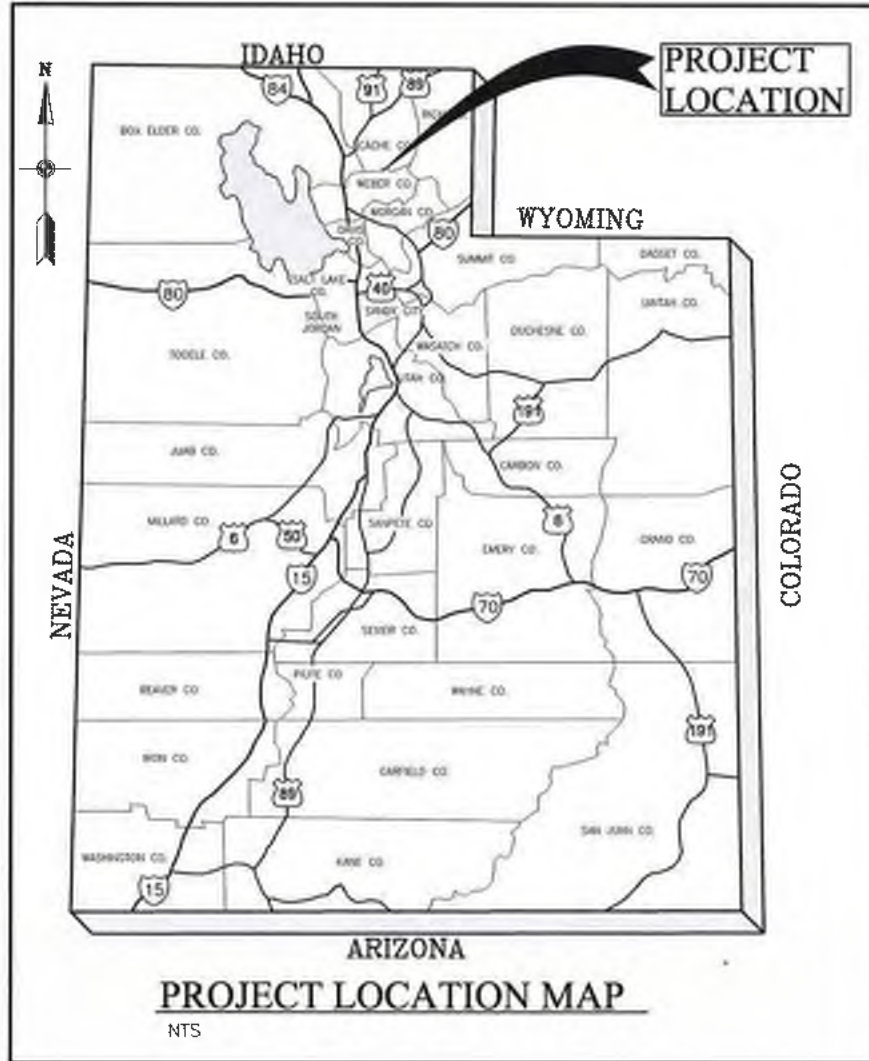 IDAHO
PROJECT
LOCATION
N
84
91
89
BOX ELDER CO.
CACHE CO.
WEBER CO.
MORGAN CO.
WYOMING
DAVIS
CO.
80
SUMMIT CO.
DAGGET CO.
SALT LAKE
CO.
80
40
UINTAH CO.
SOUTH
JORDAN
SANDY CITY
DUCHESNE CO.
WASATCH CO.
TOOELE CO.
UTAH CO.
191
JUAB CO.
CARBON CO.
NEVADA
COLORADO
MILLARD CO.
6
50
SANPETE CO.
6
EMERY CO.
GRAND CO.
15
70
70
SEVIER CO.
BEAVER CO.
PIUTE CO.
WAYNE CO.
191
IRON CO.
GARFIELD CO.
89
SAN JUAN CO.
WASHINGTON CO.
KANE CO.
15
ARIZONA
PROJECT LOCATION MAP
NTS